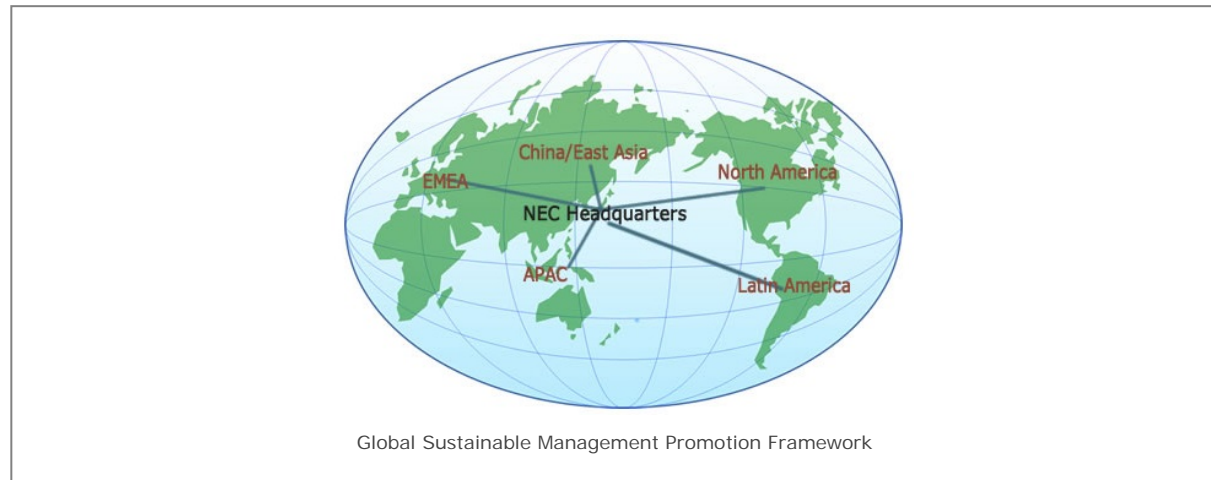 China/East Asia
North America
EMEA
NEC Headquarters
APAC
Latin America
Global Sustainable Management Promotion Framework